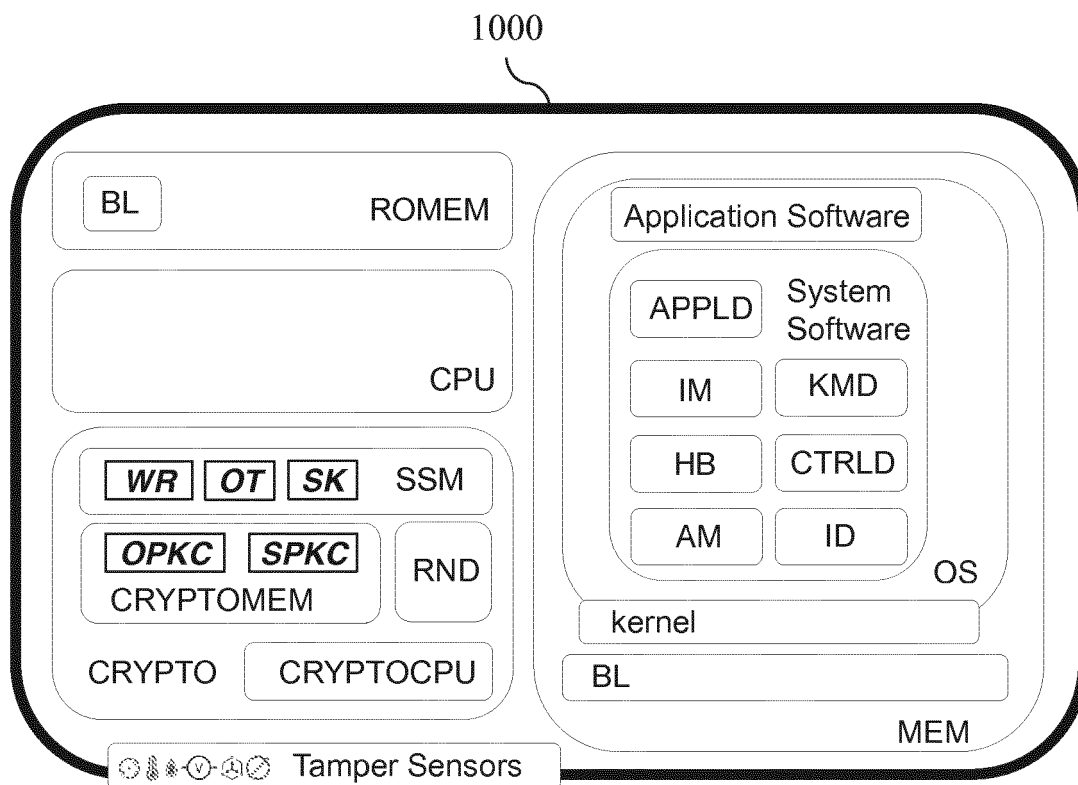 1000
BL
ROMEM
CPU
WR OT SK SSM
OPKC SPKC
CRYPTOMEM
RND
CRYPTO
CRYPTOCPU
V
Tamper Sensors
Application Software
APPLD
System
Software
IM
KMD
HB
CTRLD
AM
ID
OS
kernel
BL
MEM